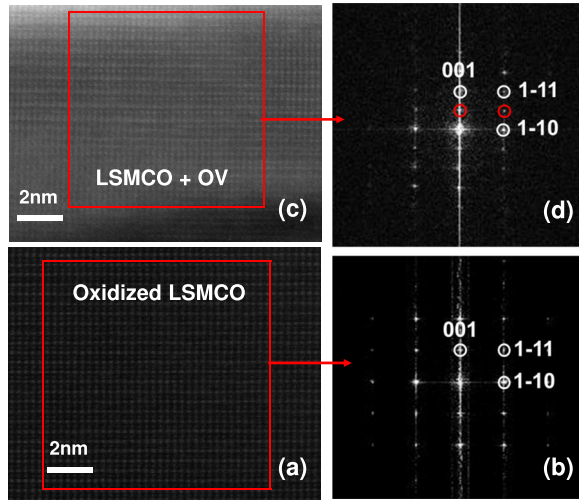 LSMCO + OV
2nm
(c)
001
1-11
1-10
(d)
Oxidized LSMCO
2nm
(a)
001
1-11
1-10
(b)